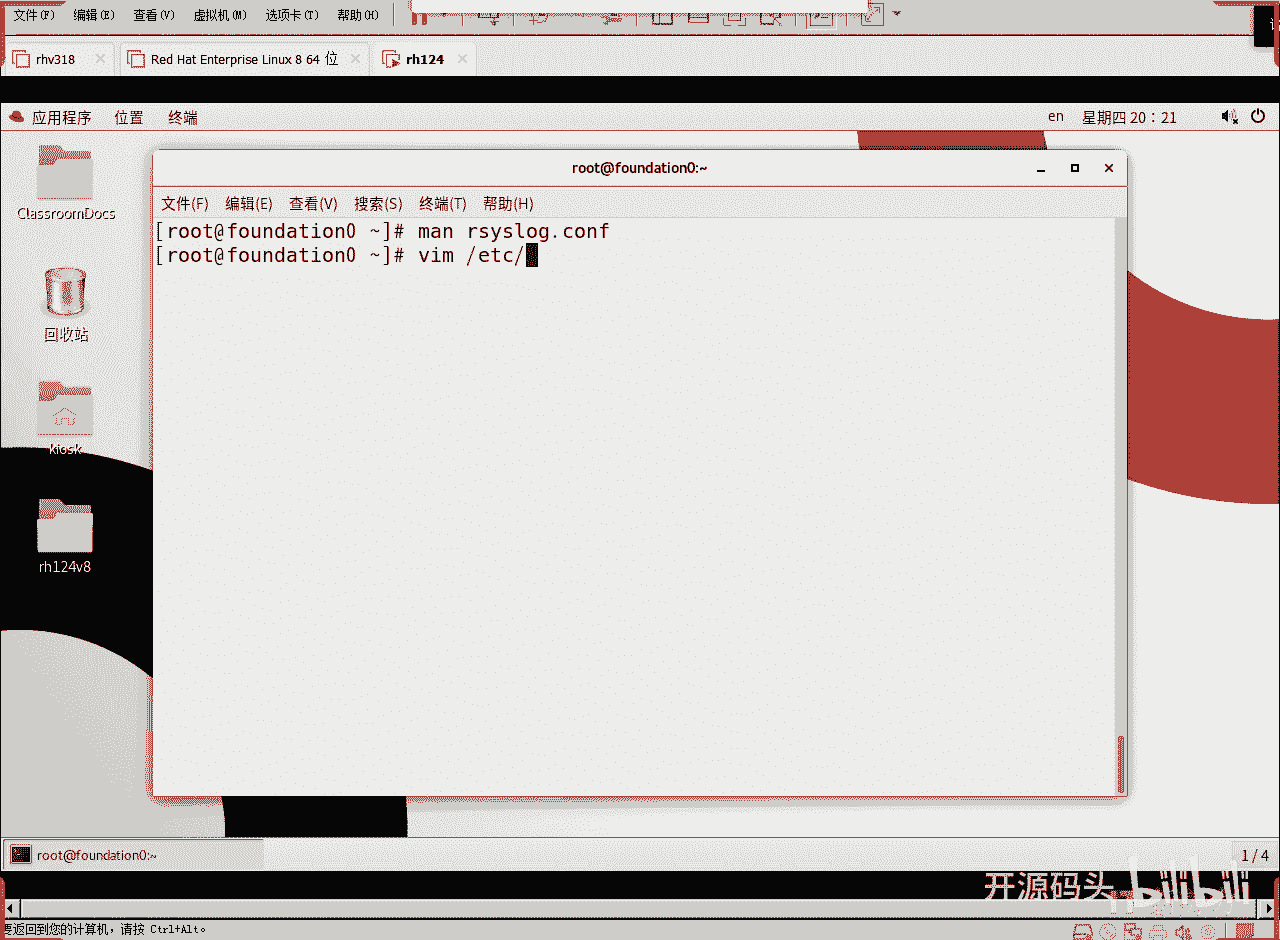 文件(F) 编辑(E) 查看(V) 虚拟机(M) 选项卡(T) 帮助(H)
rhv318 Red Hat Enterprise Linux 8 64 位 rh124
应用程序 位置 终端 en 星期四 20：21
ClassroomDocs
回收站
kiosk
rh124v8
root@foundation0:~
文件(F) 编辑(E) 查看(V) 搜索(S) 终端(T) 帮助(H)
[root@foundation0 ~]# man rsyslog.conf
[root@foundation0 ~]# vim /etc/
root@foundation0:~ 1 / 4
开源码头 bilibili
要返回到您的计算机，请按 Ctrl+Alt。